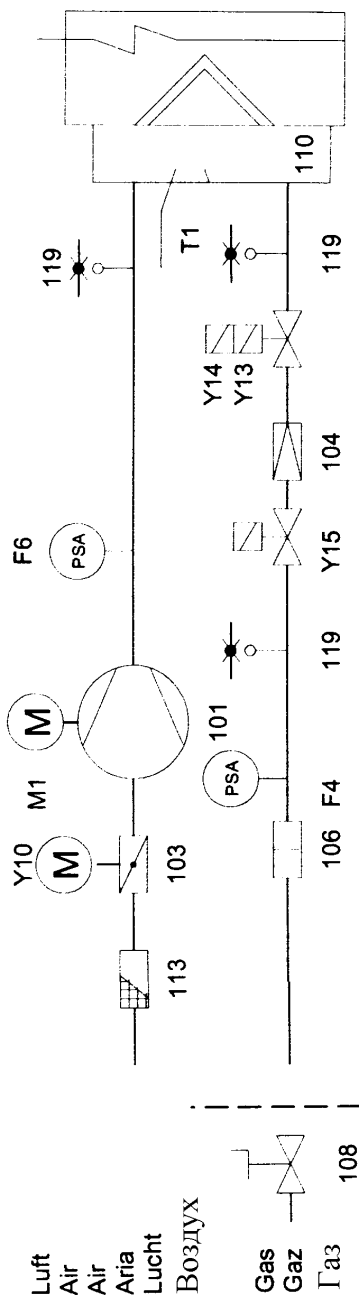 Luft
Air
Air
Aria
Lucht
Воздух
113
Y10
M
103
M1
M
101
F6
PSA
119
T1
110
Gas
Gaz
Газ
108
106
PSA
F4
119
Y15
104
Y14
Y13
119